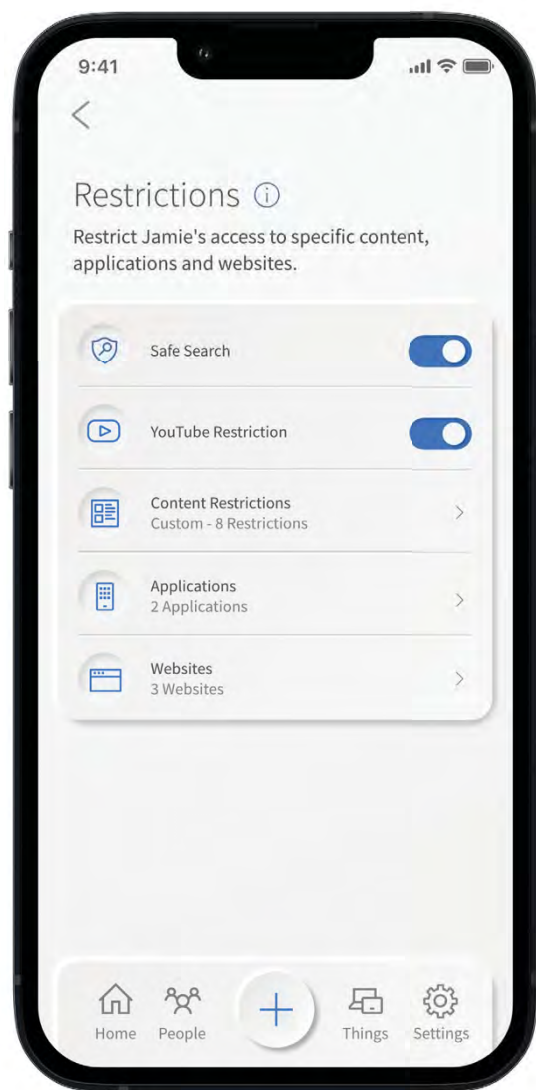 9:41
Restrictions
Restrict Jamie's access to specific content,
applications and websites.
Safe Search
YouTube Restriction
Content Restrictions
Custom - 8 Restrictions
Applications
2 Applications
Websites
3 Websites
Home People Things Settings